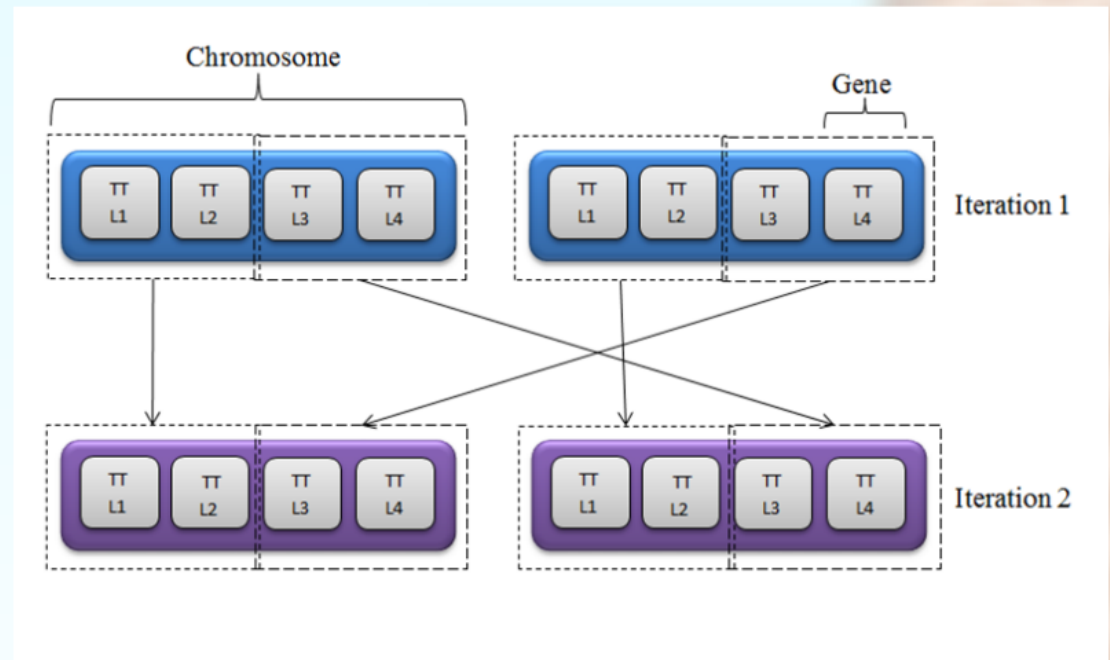 Chromosome
Gene
TT TT TT TT TT TT TT TT
L1 L2 L3 L4 L1 L2 L3 L4
Iteration 1
TT TT TT TT TT TT TT TT
L1 L2 L3 L4 L1 L2 L3 L4
Iteration 2